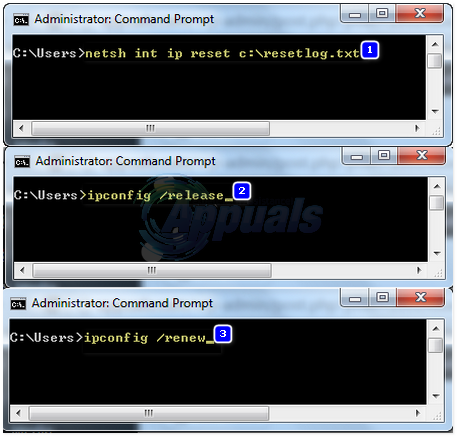 Administrator: Command Prompt
C:\Users>netsh int ip reset c:\resetlog.txt 1
Administrator: Command Prompt
C:\Users>ipconfig /release_ 2
Appuals
Administrator: Command Prompt
C:\Users>ipconfig /renew_ 3